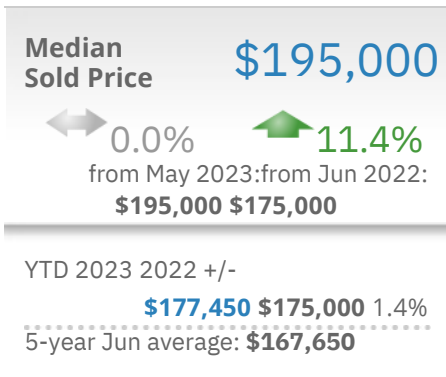 Median
Sold Price
$195,000
0.0% 11.4%
from May 2023:from Jun 2022:
$195,000 $175,000
YTD 2023 2022 +/-
$177,450 $175,000 1.4%
5-year Jun average: $167,650